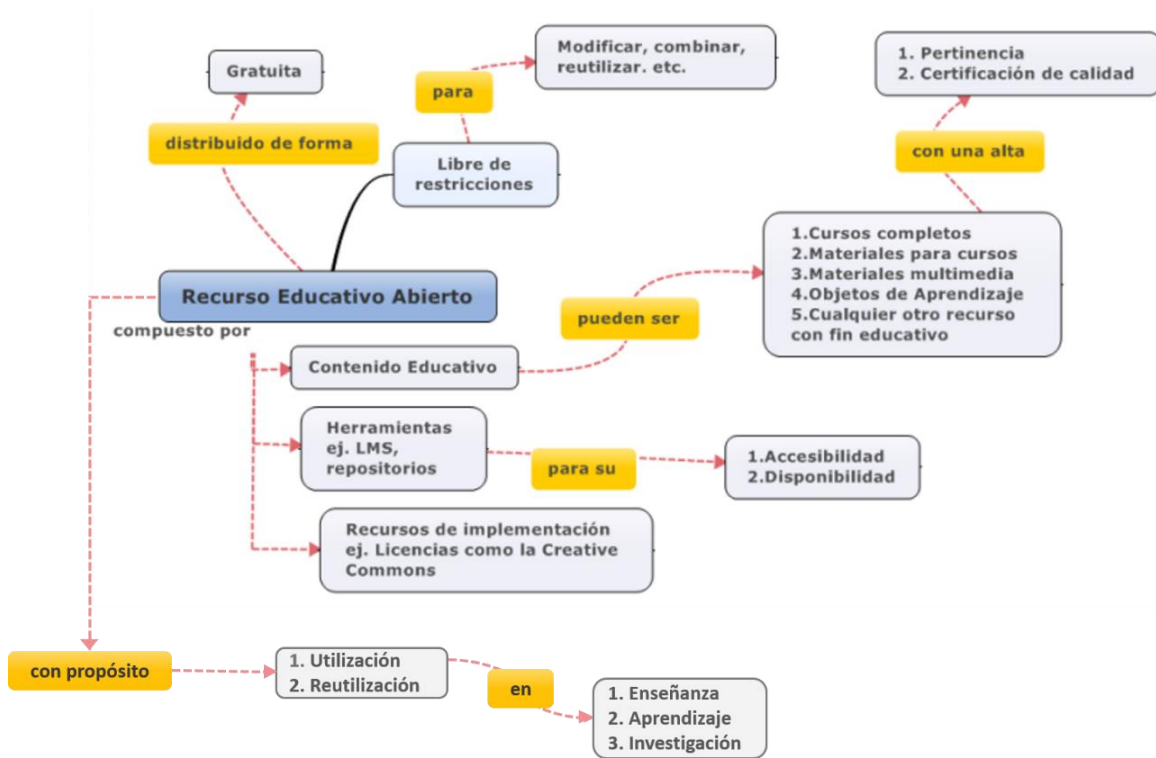 Gratuita
distribuido de forma
para
Modificar, combinar,
reutilizar. etc.
Libre de
restricciones
1. Pertinencia
2. Certificación de calidad
con una alta
Recurso Educativo Abierto
compuesto por
Contenido Educativo
pueden ser
1.Cursos completos
2.Materiales para cursos
3.Materiales multimedia
4.Objetos de Aprendizaje
5.Cualquier otro recurso
con fin educativo
Herramientas
ej. LMS,
repositorios
para su
1.Accesibilidad
2.Disponibilidad
Recursos de implementación
ej. Licencias como la Creative
Commons
con propósito
1. Utilización
2. Reutilización
en
1. Enseñanza
2. Aprendizaje
3. Investigación